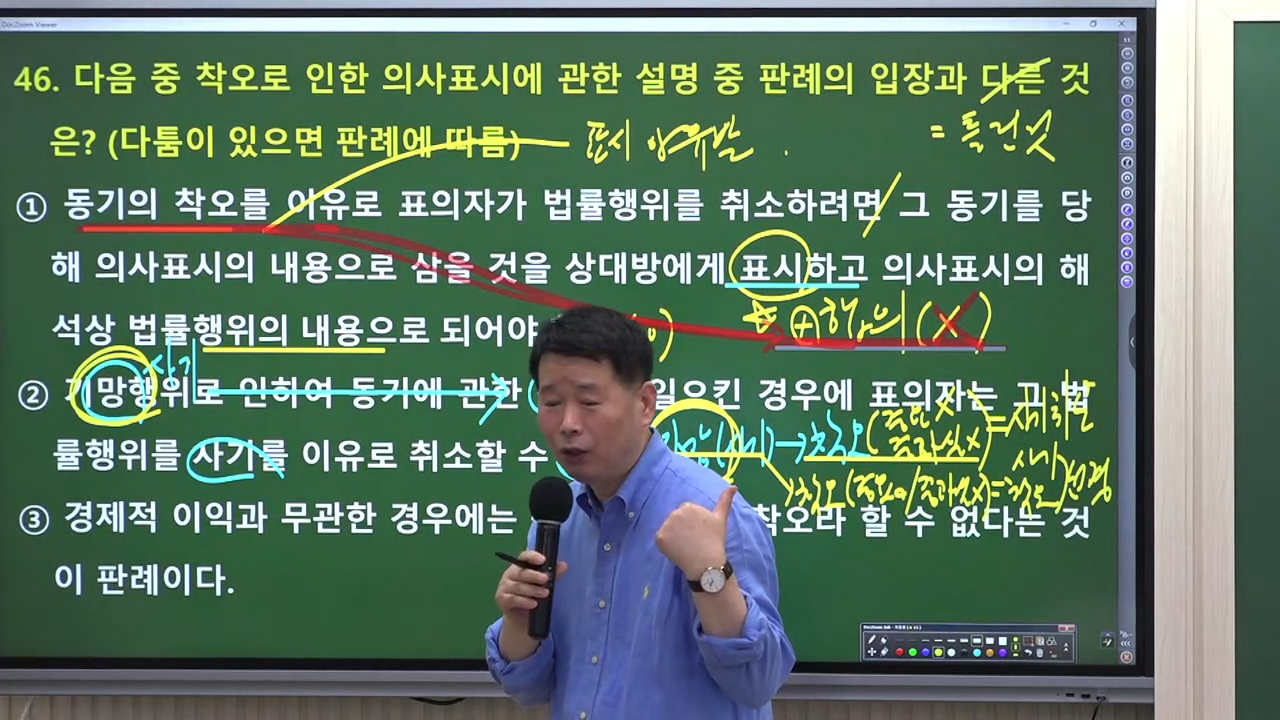 DocZoom Viewer
46. 다음 중 착오로 인한 의사표시에 관한 설명 중 판례의 입장과 다른 것
은? (다툼이 있으면 판례에 따름)
표시
= 틀린것
① 동기의 착오를 이유로 표의자가 법률행위를 취소하려면 그 동기를 당
해 의사표시의 내용으로 삼을 것을 상대방에게 표시하고 의사표시의 해
석상 법률행위의 내용으로 되어야
(X)
② 기망행위로 인하여 동기에 관한 일으킨 경우에 표의자는 그 법
사기
률행위를 사기를 이유로 취소할 수
③ 경제적 이익과 무관한 경우에는 착오라 할 수 없다는 것
이 판례이다.